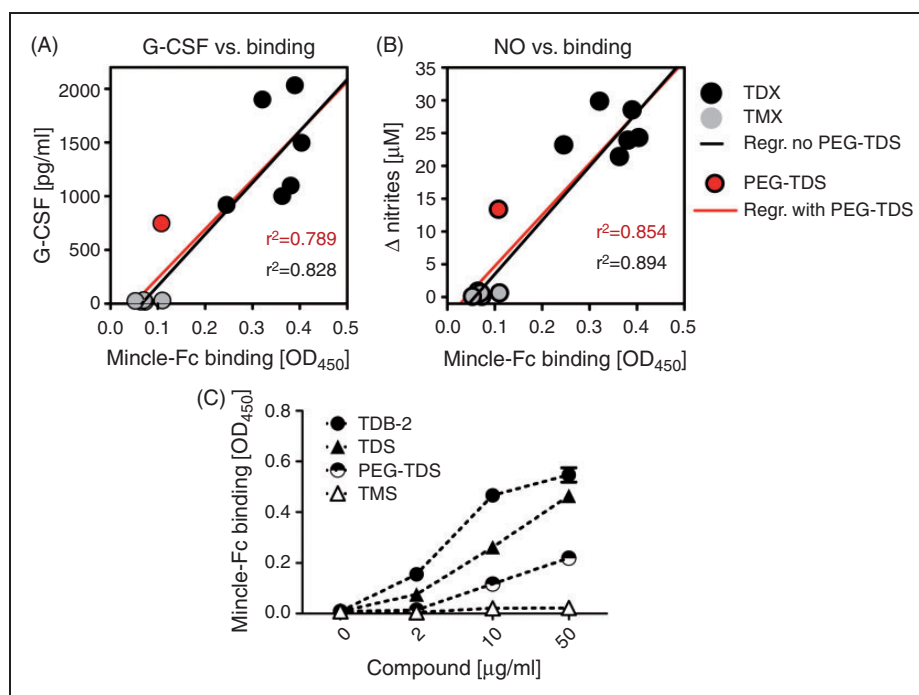 (A) G-CSF vs. binding
G-CSF [pg/ml]
2000
1500
1000
500
0
r²=0.789
r²=0.828
0.0 0.1 0.2 0.3 0.4 0.5
Mincle-Fc binding [OD₄₅₀]
(B) NO vs. binding
Δ nitrites [µM]
35
30
25
20
15
10
5
0
r²=0.854
r²=0.894
0.0 0.1 0.2 0.3 0.4 0.5
Mincle-Fc binding [OD₄₅₀]
TDX
TMX
Regr. no PEG-TDS
PEG-TDS
Regr. with PEG-TDS
(C)
Mincle-Fc binding [OD₄₅₀]
0.8
0.6
0.4
0.2
0.0
TDB-2
TDS
PEG-TDS
TMS
0 2 10 50
Compound [µg/ml]